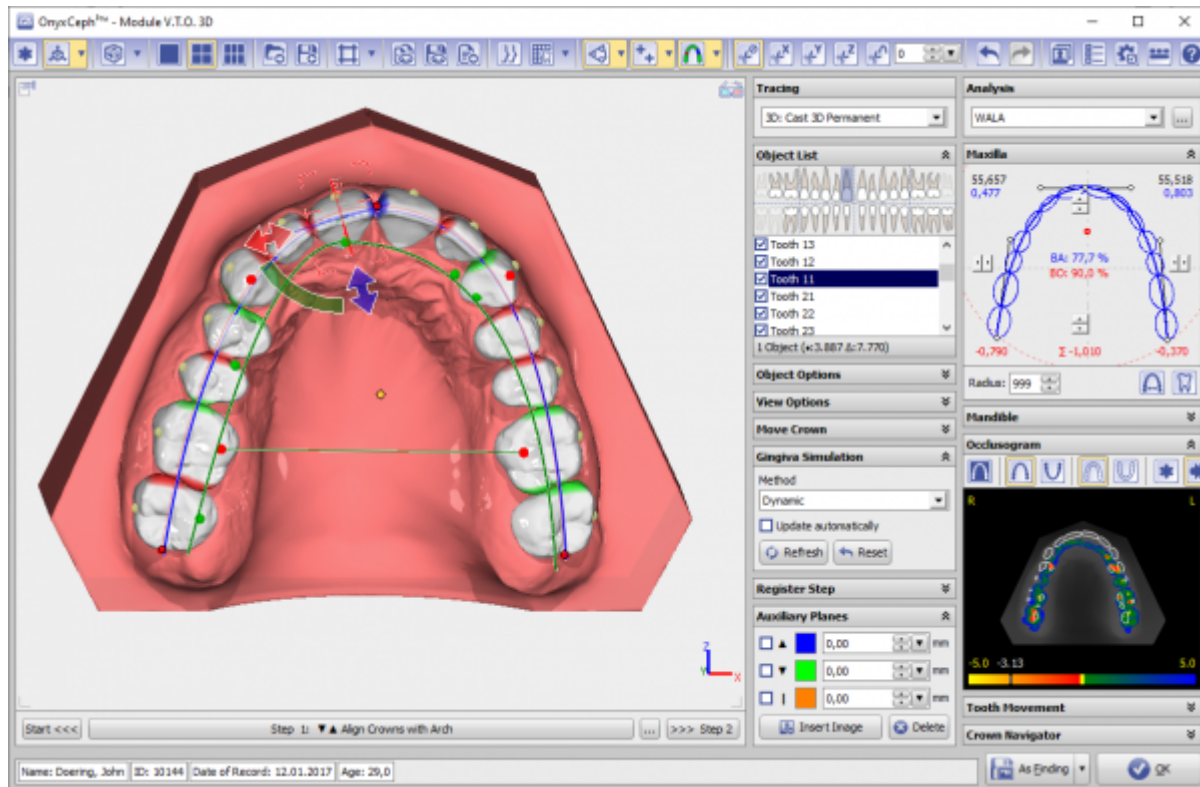 OnyxCeph³™ - Module V.T.O. 3D
0
Tracing
3D: Cast 3D Permanent
Object List
Tooth 13
Tooth 12
Tooth 11
Tooth 21
Tooth 22
Tooth 23
1 Object
Object Options
View Options
Move Crown
Gingiva Simulation
Method
Dynamic
Update automatically
Refresh
Reset
Register Step
Auxiliary Planes
0,00 mm
0,00 mm
0,00 mm
Insert Image
Delete
Analysis
WALA
...
Maxilla
55,657
55,518
0,477
0,803
BA: 77,7 %
BO: 90,0 %
-0,790
Σ -1,010
-0,370
Radius: 999
Mandible
Occlusogram
R
L
-5.0 -3.13
5.0
Tooth Movement
Crown Navigator
Z
Y
X
Start <<<
Step 1: ▼▲ Align Crowns with Arch
...
>>> Step 2
Name: Doering, John
ID: 10144
Date of Record: 12.01.2017
Age: 29,0
As Finding
OK